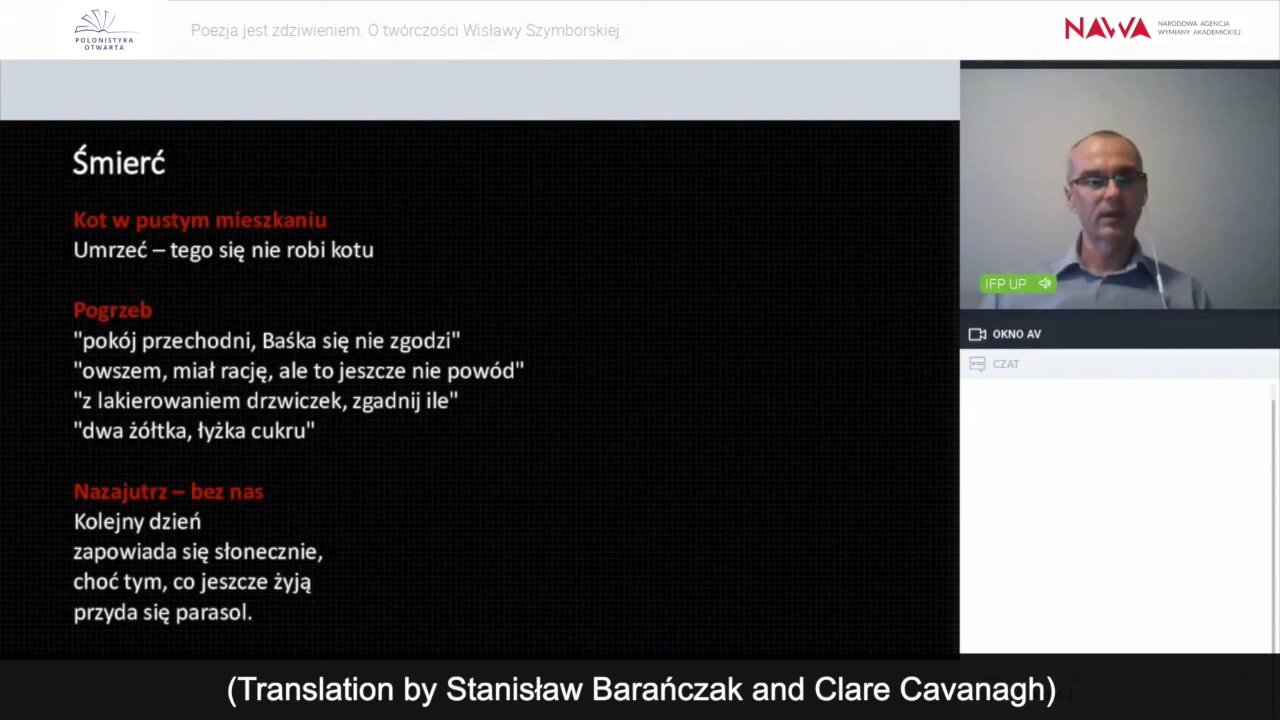 POLONISTYKA
OTWARTA
Poezja jest zdziwieniem. O twórczości Wisławy Szymborskiej
NAWA
NARODOWA AGENCJA
WYMIANY AKADEMICKIEJ
Śmierć
Kot w pustym mieszkaniu
Umrzeć – tego się nie robi kotu
Pogrzeb
"pokój przechodni, Baśka się nie zgodzi"
"owszem, miał rację, ale to jeszcze nie powód"
"z lakierowaniem drzwiczek, zgadnij ile"
"dwa żółtka, łyżka cukru"
Nazajutrz – bez nas
Kolejny dzień
zapowiada się słonecznie,
choć tym, co jeszcze żyją
przyda się parasol.
IFP UP
OKNO AV
CZAT
(Translation by Stanisław Barańczak and Clare Cavanagh)